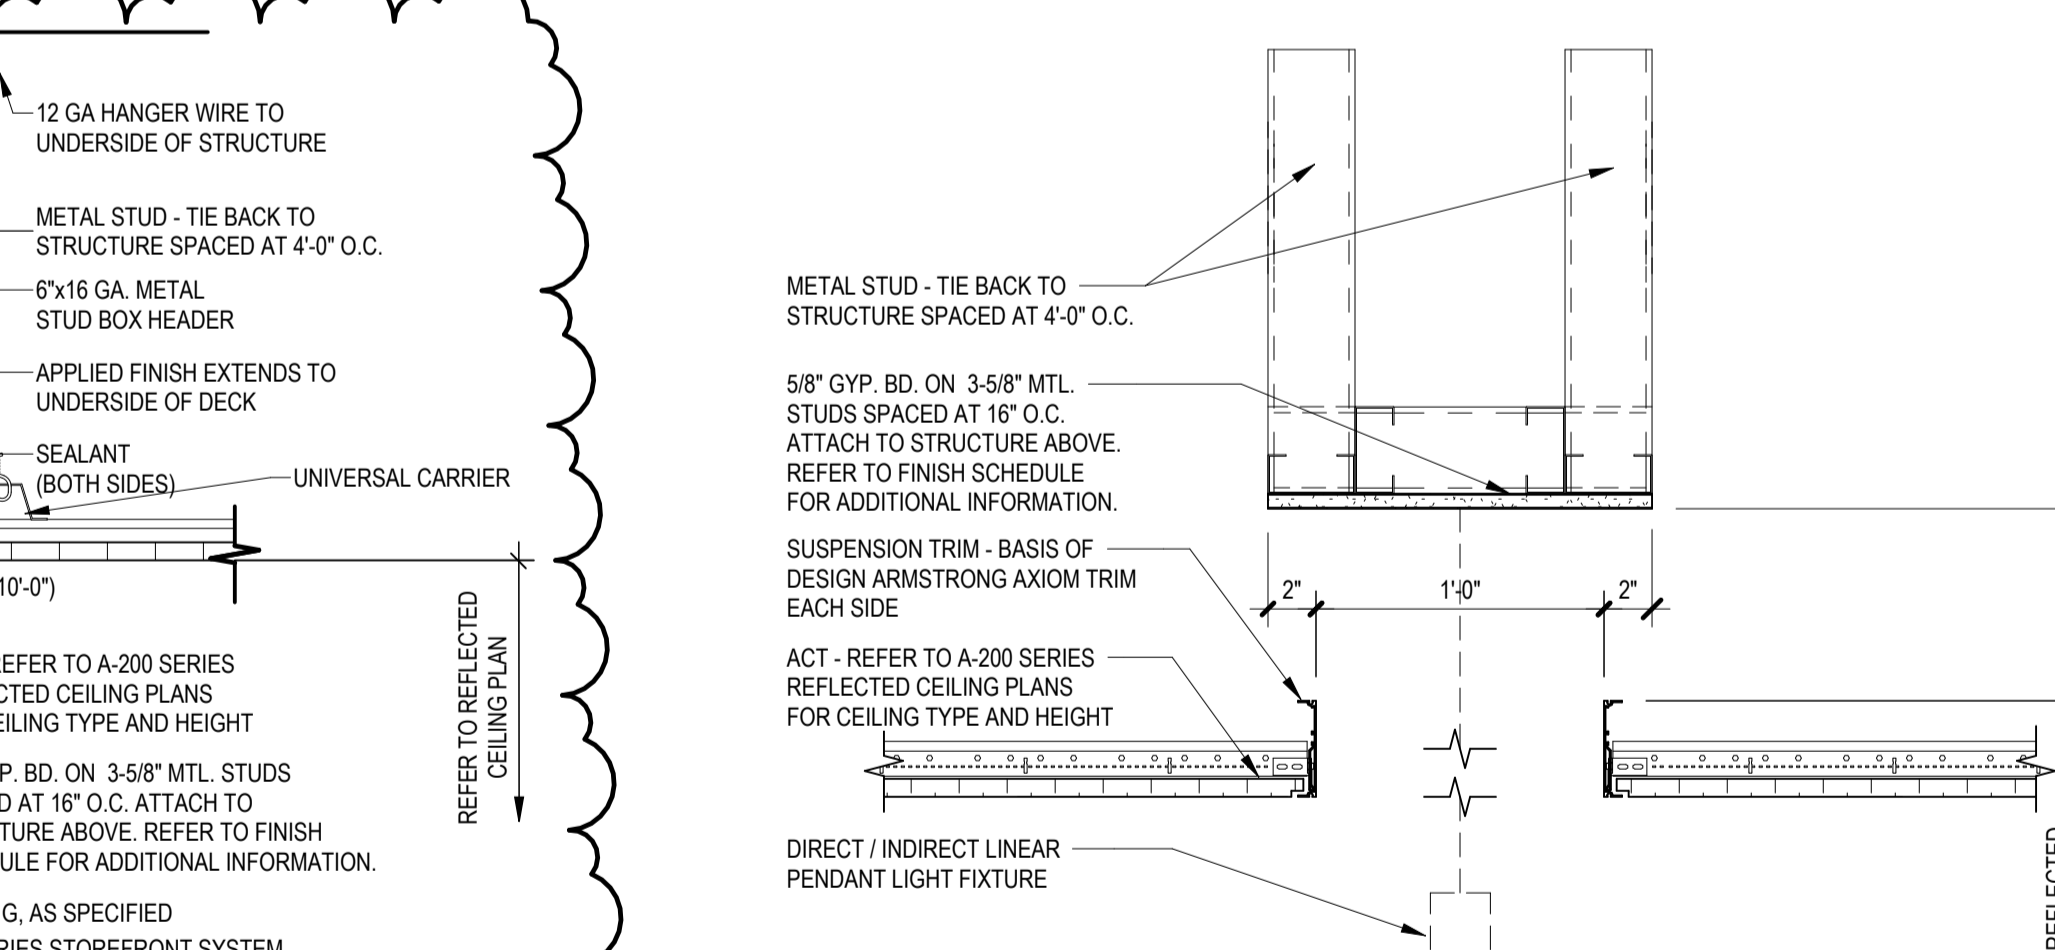 12 GA HANGER WIRE TO
UNDERSIDE OF STRUCTURE
METAL STUD - TIE BACK TO
STRUCTURE SPACED AT 4'-0" O.C.
6"x16 GA. METAL
STUD BOX HEADER
APPLIED FINISH EXTENDS TO
UNDERSIDE OF DECK
SEALANT
(BOTH SIDES)
UNIVERSAL CARRIER
10'-0")
REFER TO REFLECTED
CEILING PLAN
REFER TO A-200 SERIES
CEILING PLANS
AND HEIGHT
BD. ON 3-5/8" MTL. STUDS
AT 16" O.C. ATTACH TO
ABOVE. REFER TO FINISH
FOR ADDITIONAL INFORMATION.
AS SPECIFIED
STOREFRONT SYSTEM
METAL STUD - TIE BACK TO
STRUCTURE SPACED AT 4'-0" O.C.
5/8" GYP. BD. ON 3-5/8" MTL.
STUDS SPACED AT 16" O.C.
ATTACH TO STRUCTURE ABOVE.
REFER TO FINISH SCHEDULE
FOR ADDITIONAL INFORMATION.
SUSPENSION TRIM - BASIS OF
DESIGN ARMSTRONG AXIOM TRIM
EACH SIDE
2" 1'-0" 2"
ACT - REFER TO A-200 SERIES
REFLECTED CEILING PLANS
FOR CEILING TYPE AND HEIGHT
DIRECT / INDIRECT LINEAR
PENDANT LIGHT FIXTURE
REFLECTED